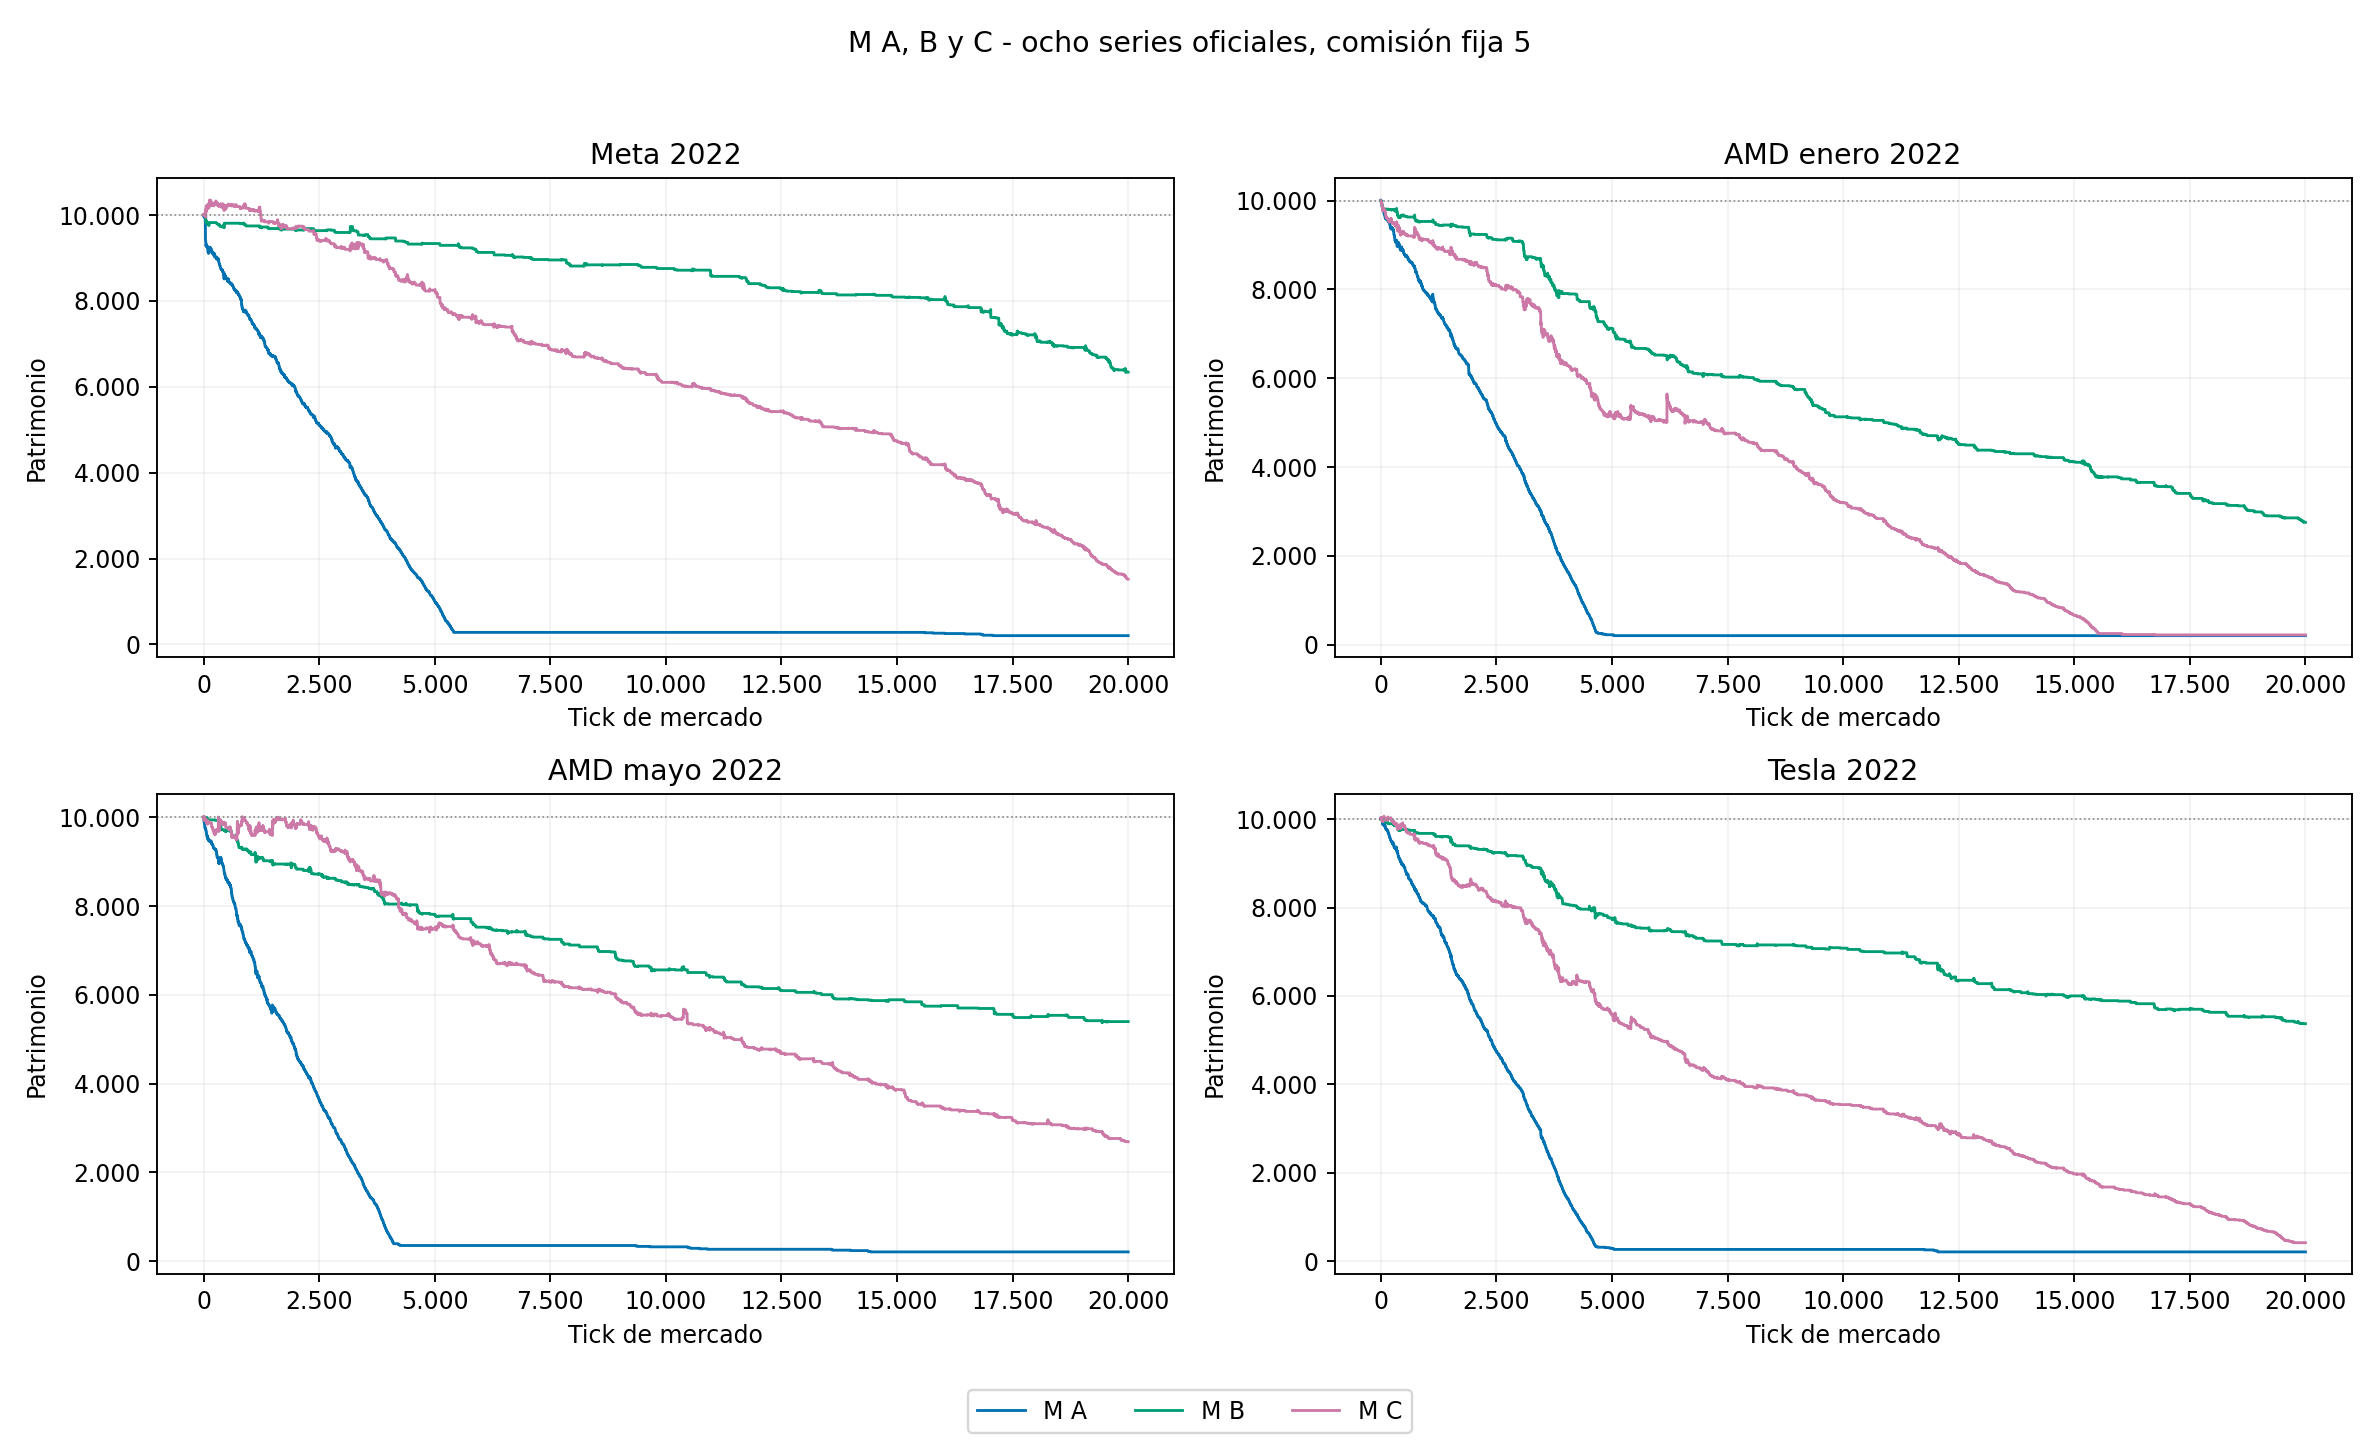 M A, B y C - ocho series oficiales, comisión fija 5
Meta 2022
Patrimonio
10.000
8.000
6.000
4.000
2.000
0
0 2.500 5.000 7.500 10.000 12.500 15.000 17.500 20.000
Tick de mercado
AMD enero 2022
Patrimonio
10.000
8.000
6.000
4.000
2.000
0
0 2.500 5.000 7.500 10.000 12.500 15.000 17.500 20.000
Tick de mercado
AMD mayo 2022
Patrimonio
10.000
8.000
6.000
4.000
2.000
0
0 2.500 5.000 7.500 10.000 12.500 15.000 17.500 20.000
Tick de mercado
Tesla 2022
Patrimonio
10.000
8.000
6.000
4.000
2.000
0
0 2.500 5.000 7.500 10.000 12.500 15.000 17.500 20.000
Tick de mercado
M A M B M C